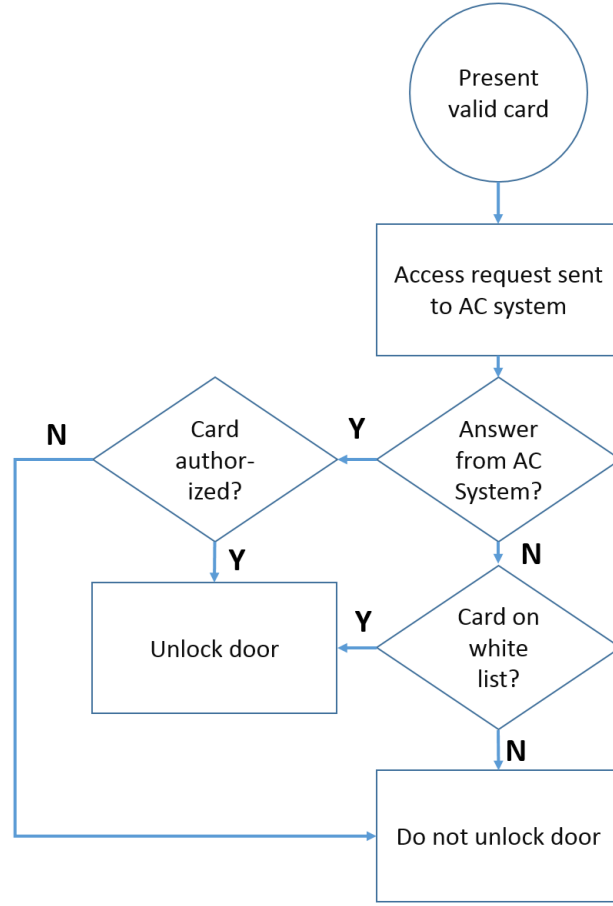 Present
valid card
Access request sent
to AC system
N
Card
author-
ized?
Y
Answer
from AC
System?
Y
N
Unlock door
Y
Card on
white
list?
N
Do not unlock door